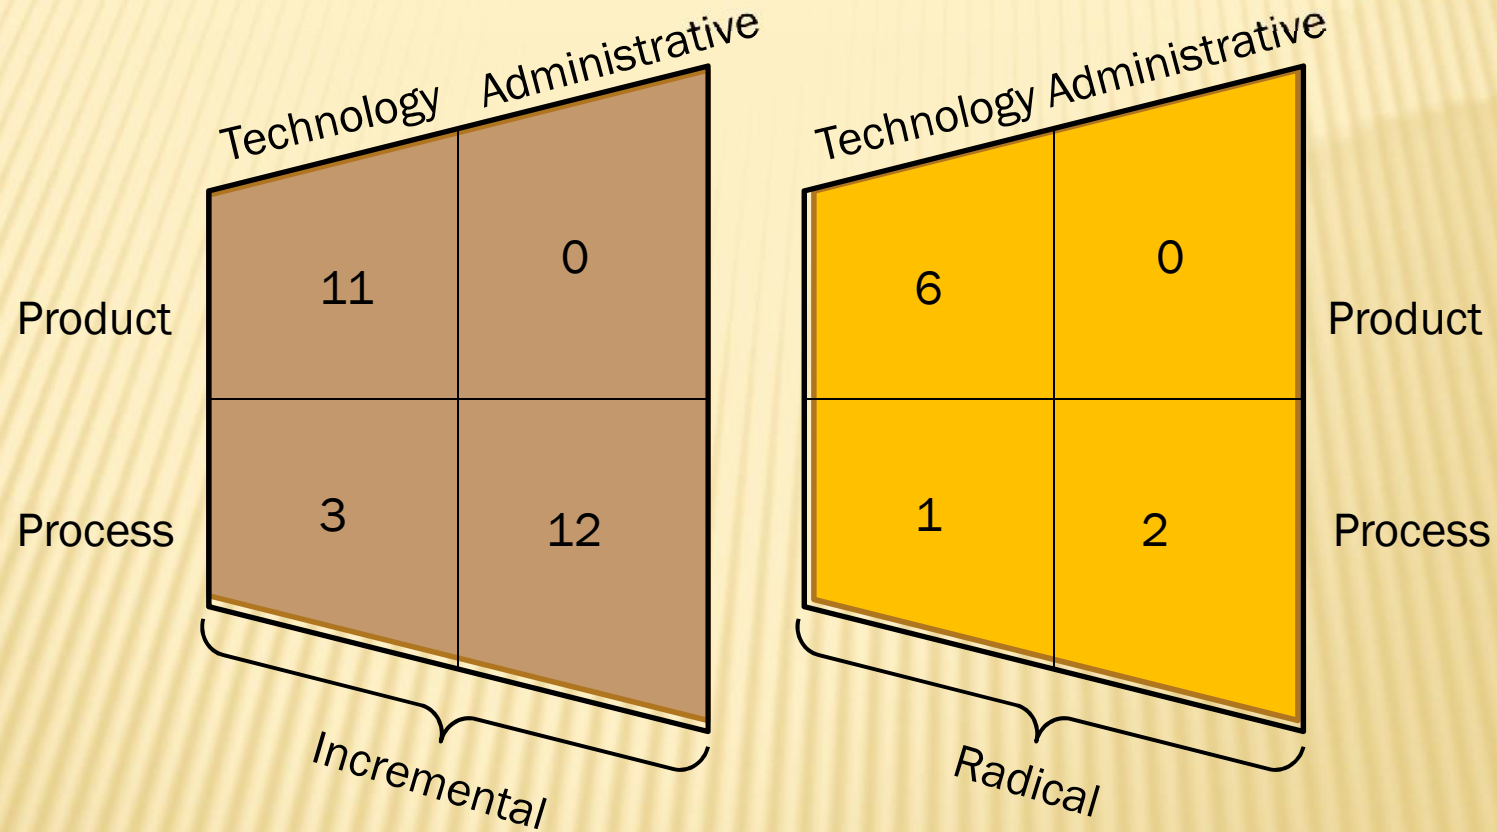 Technology Administrative
Technology Administrative
11 0
6 0
Product
Product
3 12
1 2
Process
Process
Incremental
Radical